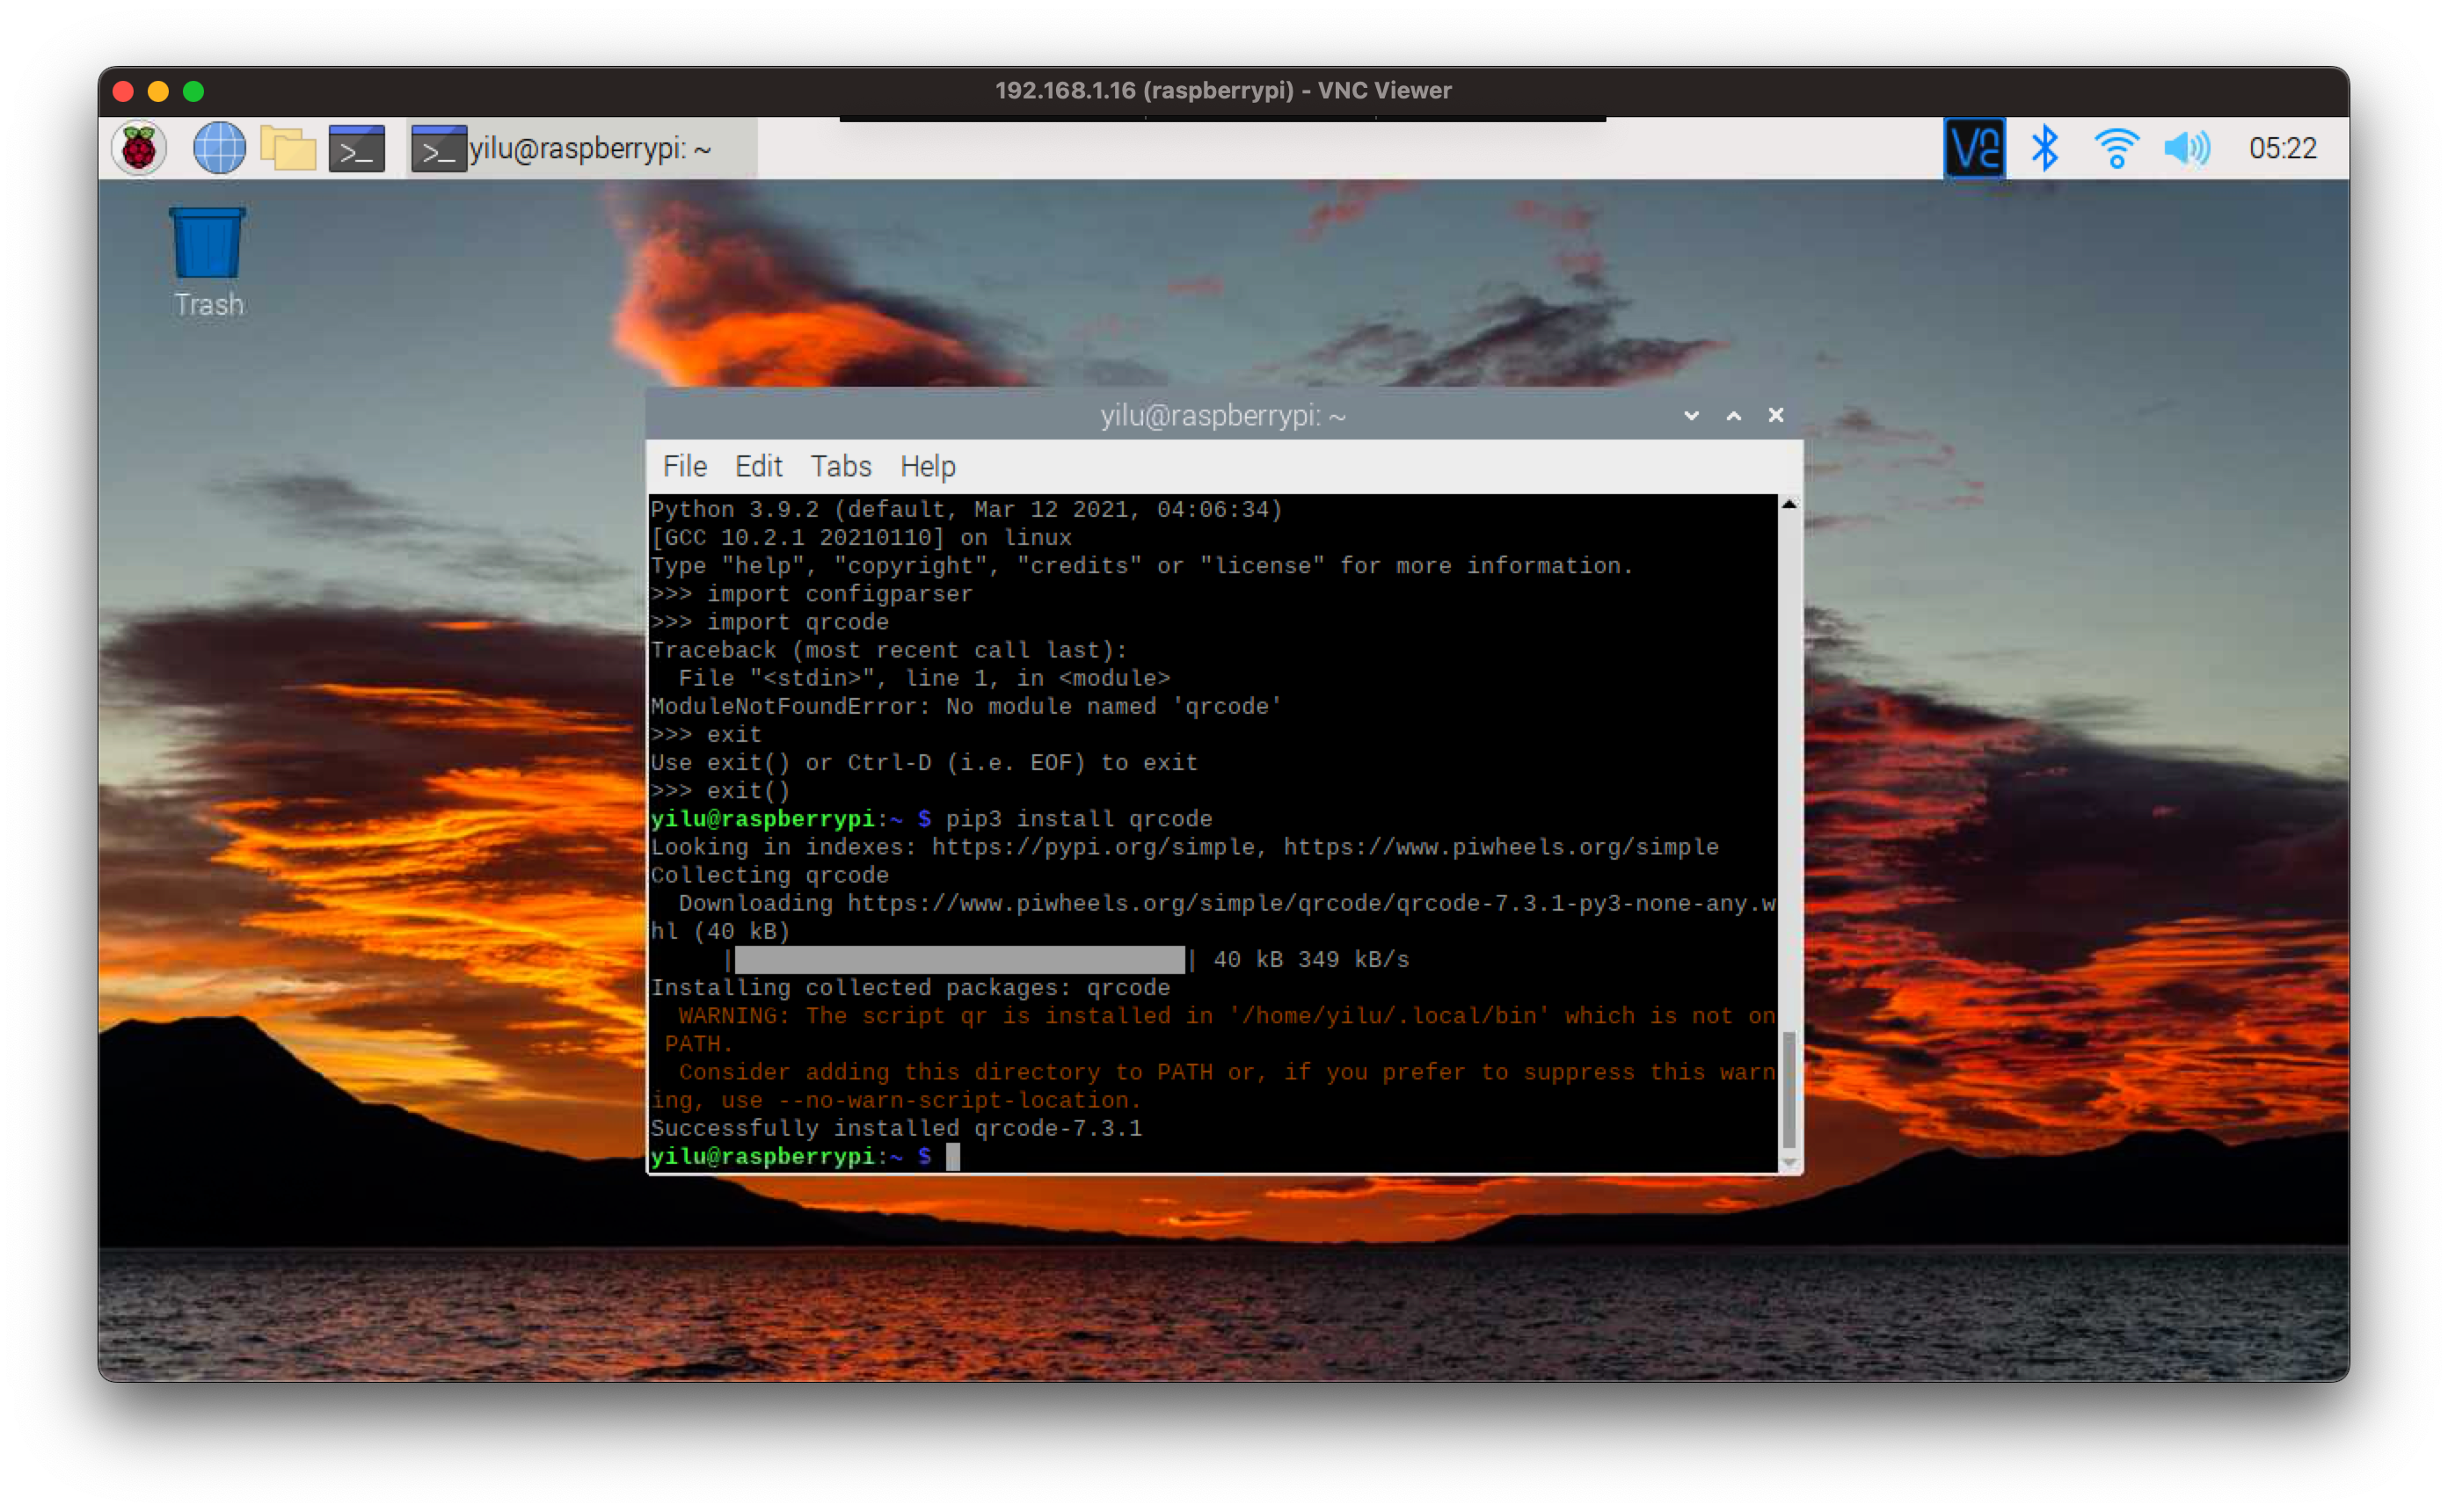 192.168.1.16 (raspberrypi) - VNC Viewer
yilu@raspberrypi: ~
05:22
Trash
yilu@raspberrypi: ~
File Edit Tabs Help
Python 3.9.2 (default, Mar 12 2021, 04:06:34)
[GCC 10.2.1 20210110] on linux
Type "help", "copyright", "credits" or "license" for more information.
>>> import configparser
>>> import qrcode
Traceback (most recent call last):
  File "<stdin>", line 1, in <module>
ModuleNotFoundError: No module named 'qrcode'
>>> exit
Use exit() or Ctrl-D (i.e. EOF) to exit
>>> exit()
yilu@raspberrypi:~ $ pip3 install qrcode
Looking in indexes: https://pypi.org/simple, https://www.piwheels.org/simple
Collecting qrcode
  Downloading https://www.piwheels.org/simple/qrcode/qrcode-7.3.1-py3-none-any.w
hl (40 kB)
     || 40 kB 349 kB/s
Installing collected packages: qrcode
  WARNING: The script qr is installed in '/home/yilu/.local/bin' which is not on
 PATH.
  Consider adding this directory to PATH or, if you prefer to suppress this warn
ing, use --no-warn-script-location.
Successfully installed qrcode-7.3.1
yilu@raspberrypi:~ $